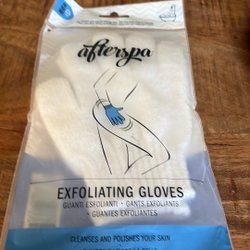 afterspa
EXFOLIATING GLOVES
GUANTI ESFOLIANTI · GANTS EXFOLIANTS
· GUANTES EXFOLIANTES
CLEANSES AND POLISHES YOUR SKIN